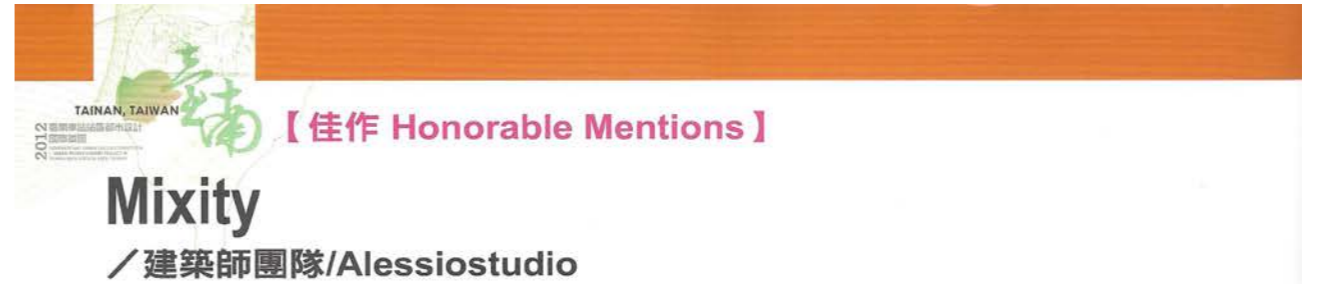 TAINAN, TAIWAN
2012
臺南
【佳作 Honorable Mentions】
Mixity
／建築師團隊/Alessiostudio